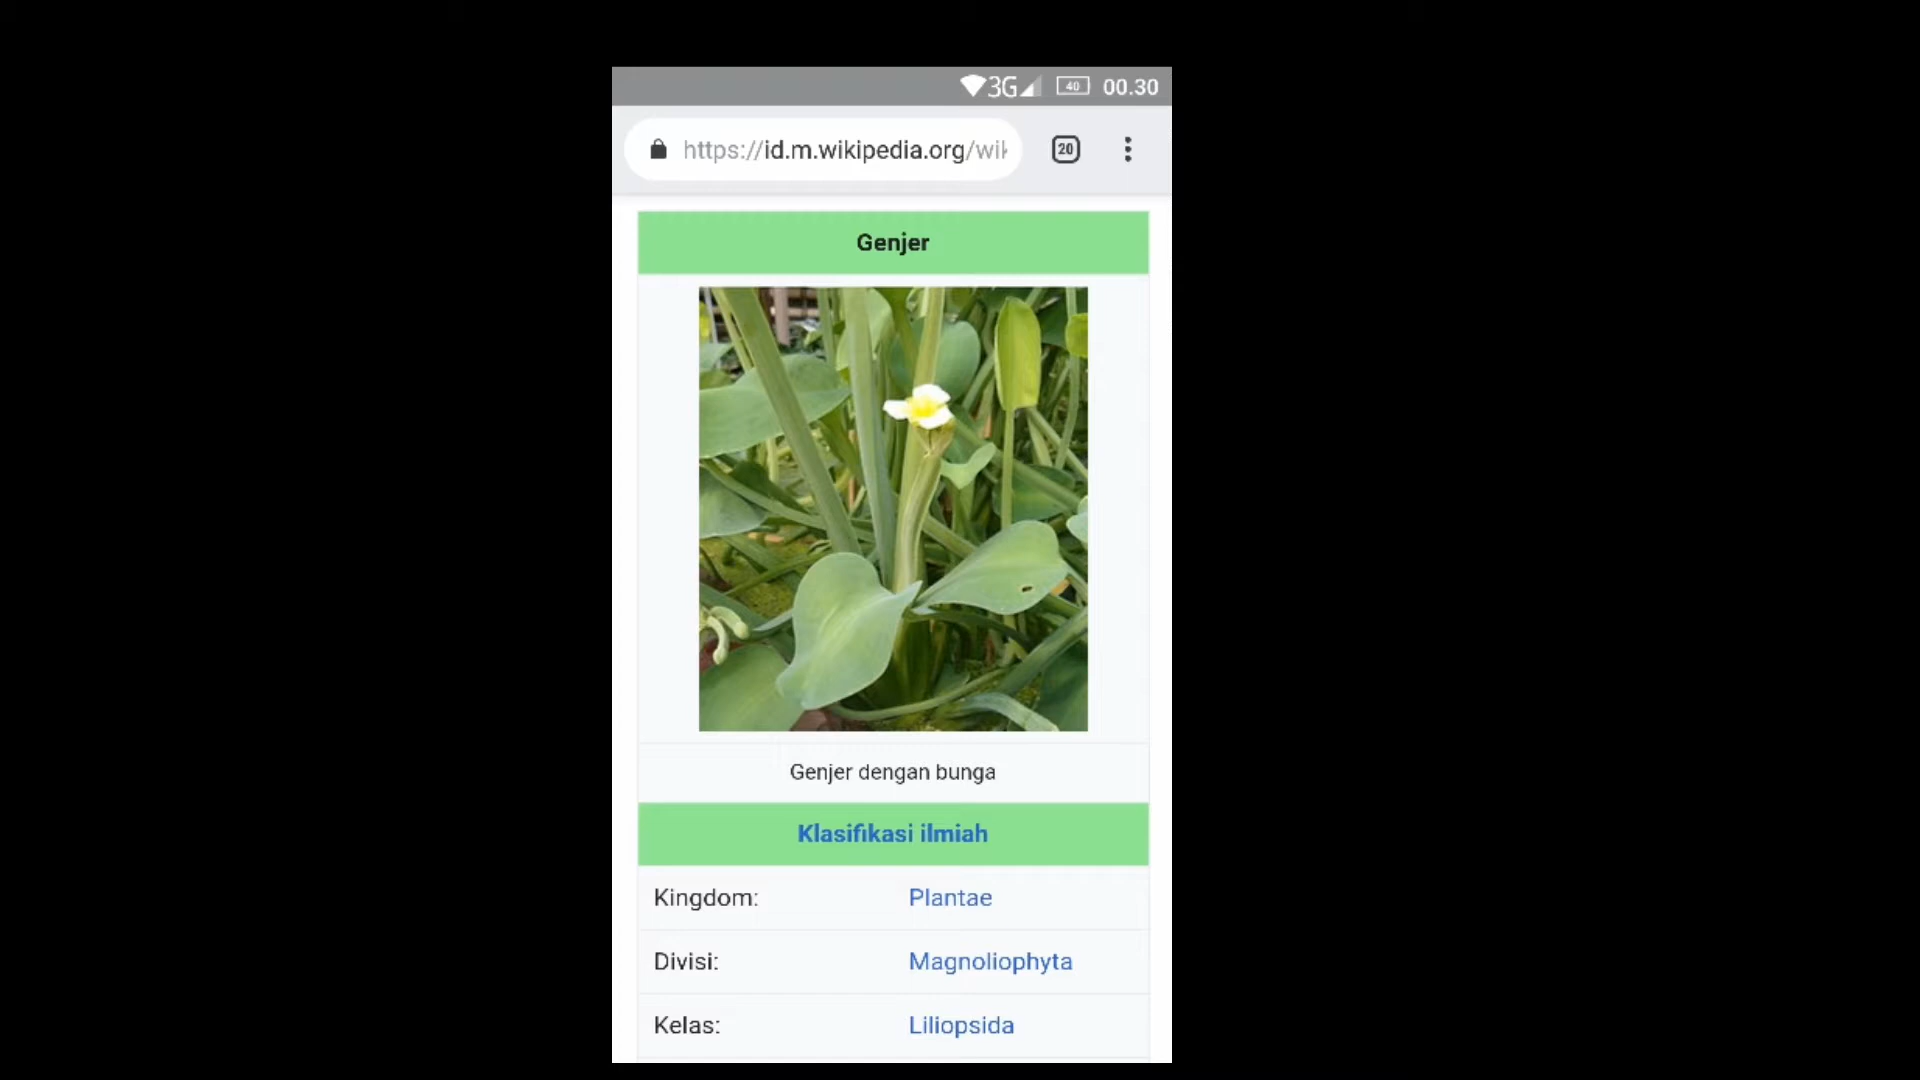 3G 40 00.30
https://id.m.wikipedia.org/wik 20
Genjer
Genjer dengan bunga
Klasifikasi ilmiah
Kingdom: Plantae
Divisi: Magnoliophyta
Kelas: Liliopsida